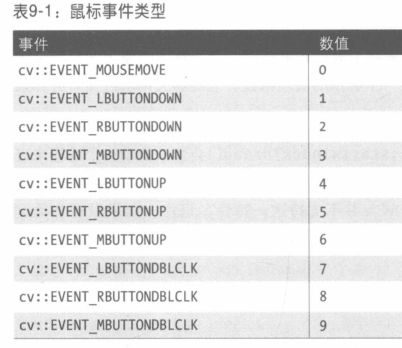 表9-1：鼠标事件类型
事件 数值
cv::EVENT_MOUSEMOVE 0
cv::EVENT_LBUTTONDOWN 1
cv::EVENT_RBUTTONDOWN 2
cv::EVENT_MBUTTONDOWN 3
cv::EVENT_LBUTTONUP 4
cv::EVENT_RBUTTONUP 5
cv::EVENT_MBUTTONUP 6
cv::EVENT_LBUTTONDBLCLK 7
cv::EVENT_RBUTTONDBLCLK 8
cv::EVENT_MBUTTONDBLCLK 9